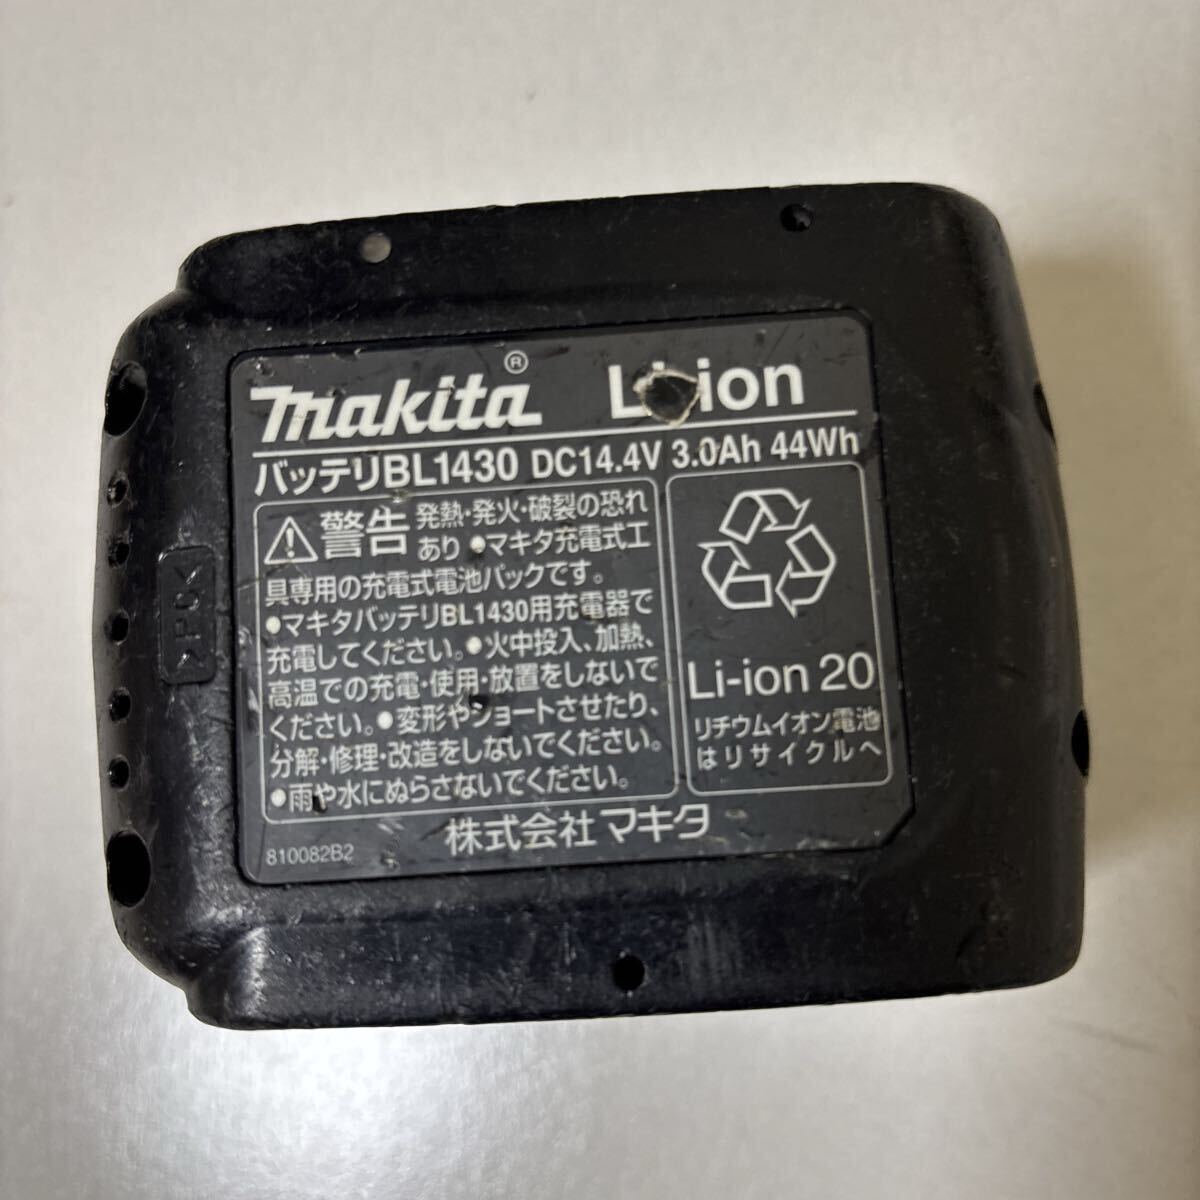 makita® Li-ion
バッテリBL1430 DC14.4V 3.0Ah 44Wh
警告 発熱・発火・破裂の恐れ
あり ●マキタ充電式工
具専用の充電式電池パックです。
●マキタバッテリBL1430用充電器で
充電してください。●火中投入、加熱、
高温での充電・使用・放置をしないで
ください。●変形やショートさせたり、
分解・修理・改造をしないでください。
●雨や水にぬらさないでください。
Li-ion 20
リチウムイオン電池
はリサイクルへ
株式会社マキタ
810082B2
>PC<